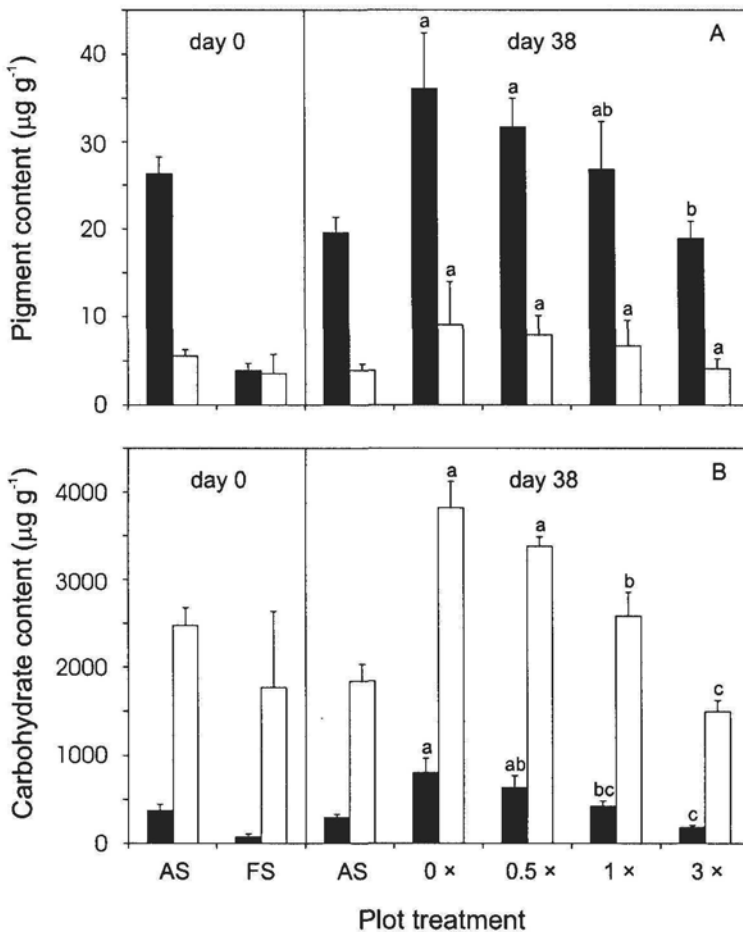 A
day 0
day 38
a
a
ab
b
a
a
a
a
40
30
20
10
0
Pigment content (µg g⁻¹)
B
day 0
day 38
a
a
b
c
a
ab
bc
c
4000
3000
2000
1000
0
Carbohydrate content (µg g⁻¹)
AS FS AS 0 × 0.5 × 1 × 3 ×
Plot treatment